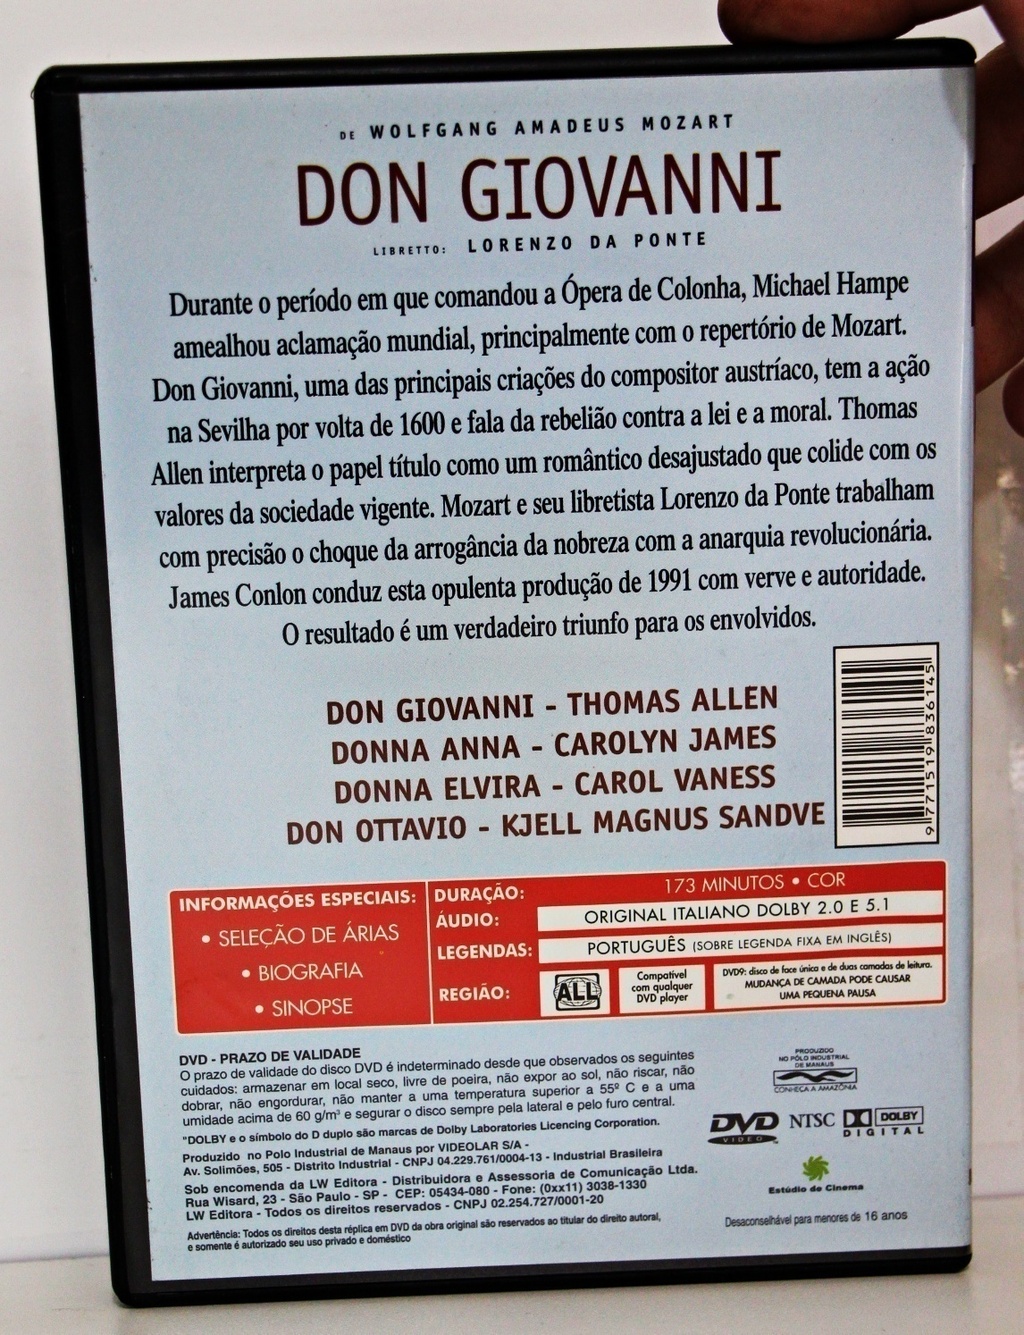 DE WOLFGANG AMADEUS MOZART
DON GIOVANNI
LIBRETTO: LORENZO DA PONTE
Durante o período em que comandou a Ópera de Colonha, Michael Hampe
amealhou aclamação mundial, principalmente com o repertório de Mozart.
Don Giovanni, uma das principais criações do compositor austríaco, tem a ação
na Sevilha por volta de 1600 e fala da rebelião contra a lei e a moral. Thomas
Allen interpreta o papel título como um romântico desajustado que colide com os
valores da sociedade vigente. Mozart e seu libretista Lorenzo da Ponte trabalham
com precisão o choque da arrogância da nobreza com a anarquia revolucionária.
James Conlon conduz esta opulenta produção de 1991 com verve e autoridade.
O resultado é um verdadeiro triunfo para os envolvidos.
DON GIOVANNI - THOMAS ALLEN
DONNA ANNA - CAROLYN JAMES
DONNA ELVIRA - CAROL VANESS
DON OTTAVIO - KJELL MAGNUS SANDVE
9 771519 836145
INFORMAÇÕES ESPECIAIS:
• SELEÇÃO DE ÁRIAS
• BIOGRAFIA
• SINOPSE
DURAÇÃO: 173 MINUTOS • COR
ÁUDIO: ORIGINAL ITALIANO DOLBY 2.0 E 5.1
LEGENDAS: PORTUGUÊS (SOBRE LEGENDA FIXA EM INGLÊS)
REGIÃO: ALL
Compatível
com qualquer
DVD player
DVD9: disco de face única e de duas camadas de leitura.
MUDANÇA DE CAMADA PODE CAUSAR
UMA PEQUENA PAUSA
DVD - PRAZO DE VALIDADE
O prazo de validade do disco DVD é indeterminado desde que observados os seguintes
cuidados: armazenar em local seco, livre de poeira, não expor ao sol, não riscar, não
dobrar, não engordurar, não manter a uma temperatura superior a 55º C e a uma
umidade acima de 60 g/m³ e segurar o disco sempre pela lateral e pelo furo central.
"DOLBY e o símbolo do D duplo são marcas de Dolby Laboratories Licencing Corporation.
Produzido no Polo Industrial de Manaus por VIDEOLAR S/A -
Av. Solimões, 505 - Distrito Industrial - CNPJ 04.229.761/0004-13 - Industrial Brasileira
Sob encomenda da LW Editora - Distribuidora e Assessoria de Comunicação Ltda.
Rua Wisard, 23 - São Paulo - SP - CEP: 05434-080 - Fone: (0xx11) 3038-1330
LW Editora - Todos os direitos reservados - CNPJ 02.254.727/0001-20
Advertência: Todos os direitos desta réplica em DVD da obra original são reservados ao titular do direito autoral,
e somente é autorizado seu uso privado e doméstico
PRODUZIDO
NO PÓLO INDUSTRIAL
DE MANAUS
CONHEÇA A AMAZÔNIA
DVD VIDEO NTSC DOLBY DIGITAL
Estúdio de Cinema
Desaconselhável para menores de 16 anos